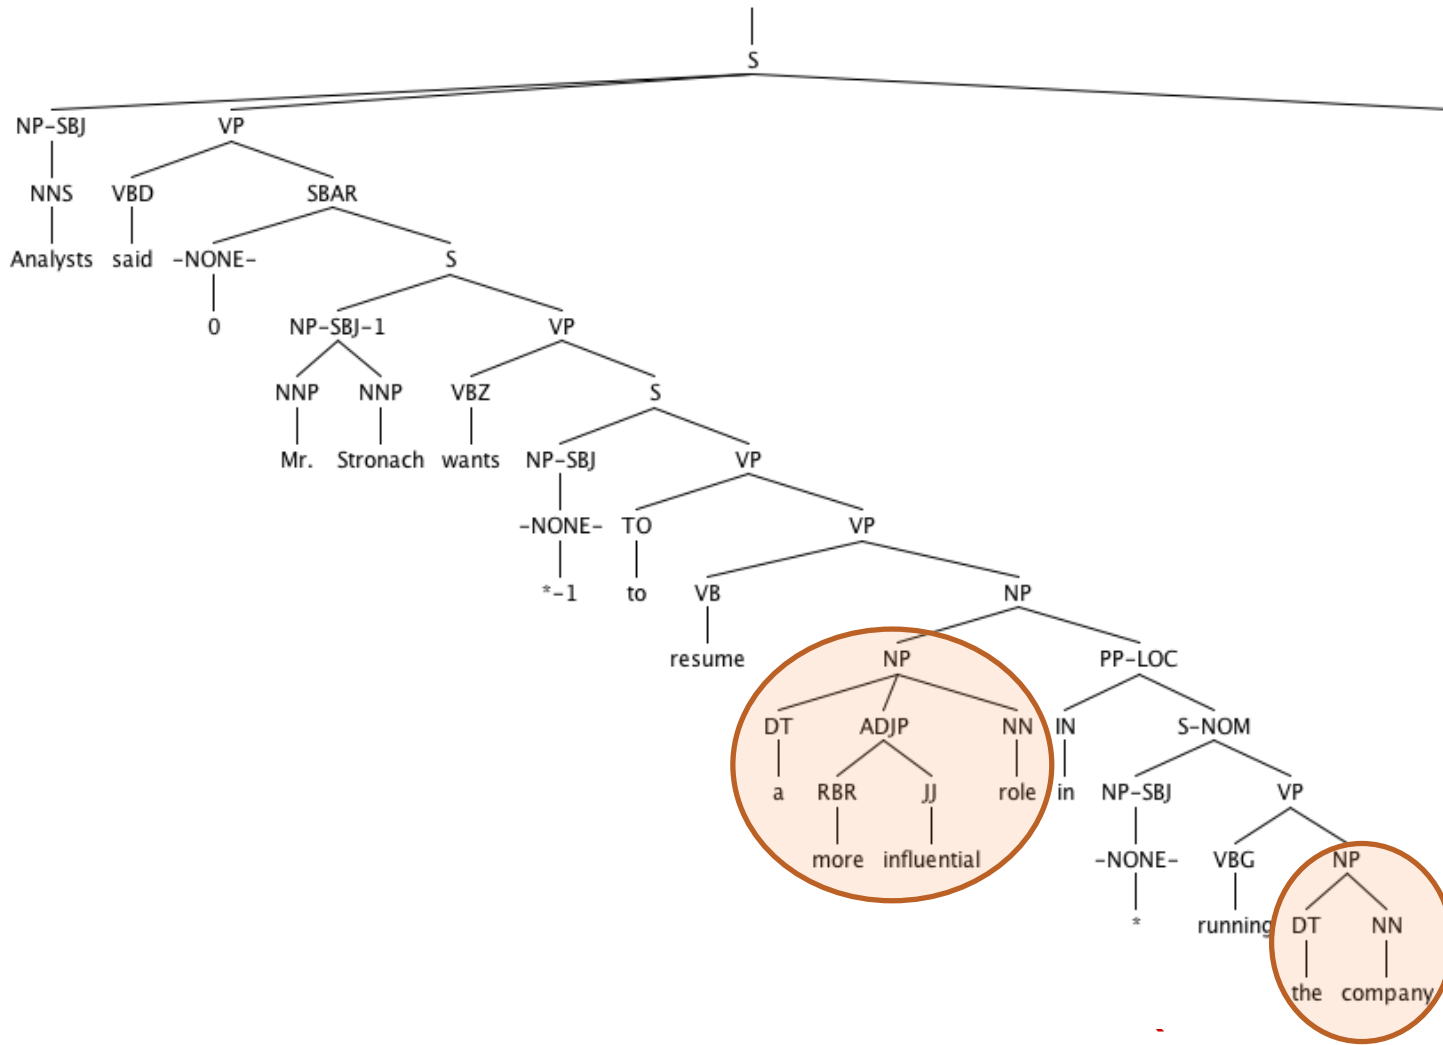 S
NP-SBJ VP
NNS VBD SBAR
Analysts said -NONE- S
0 NP-SBJ-1 VP
NNP NNP VBZ S
Mr. Stronach wants NP-SBJ VP
-NONE- TO VP
*-1 to VB NP
resume NP PP-LOC
DT ADJP NN IN S-NOM
a RBR JJ role in NP-SBJ VP
more influential -NONE- VBG NP
* running DT NN
the company